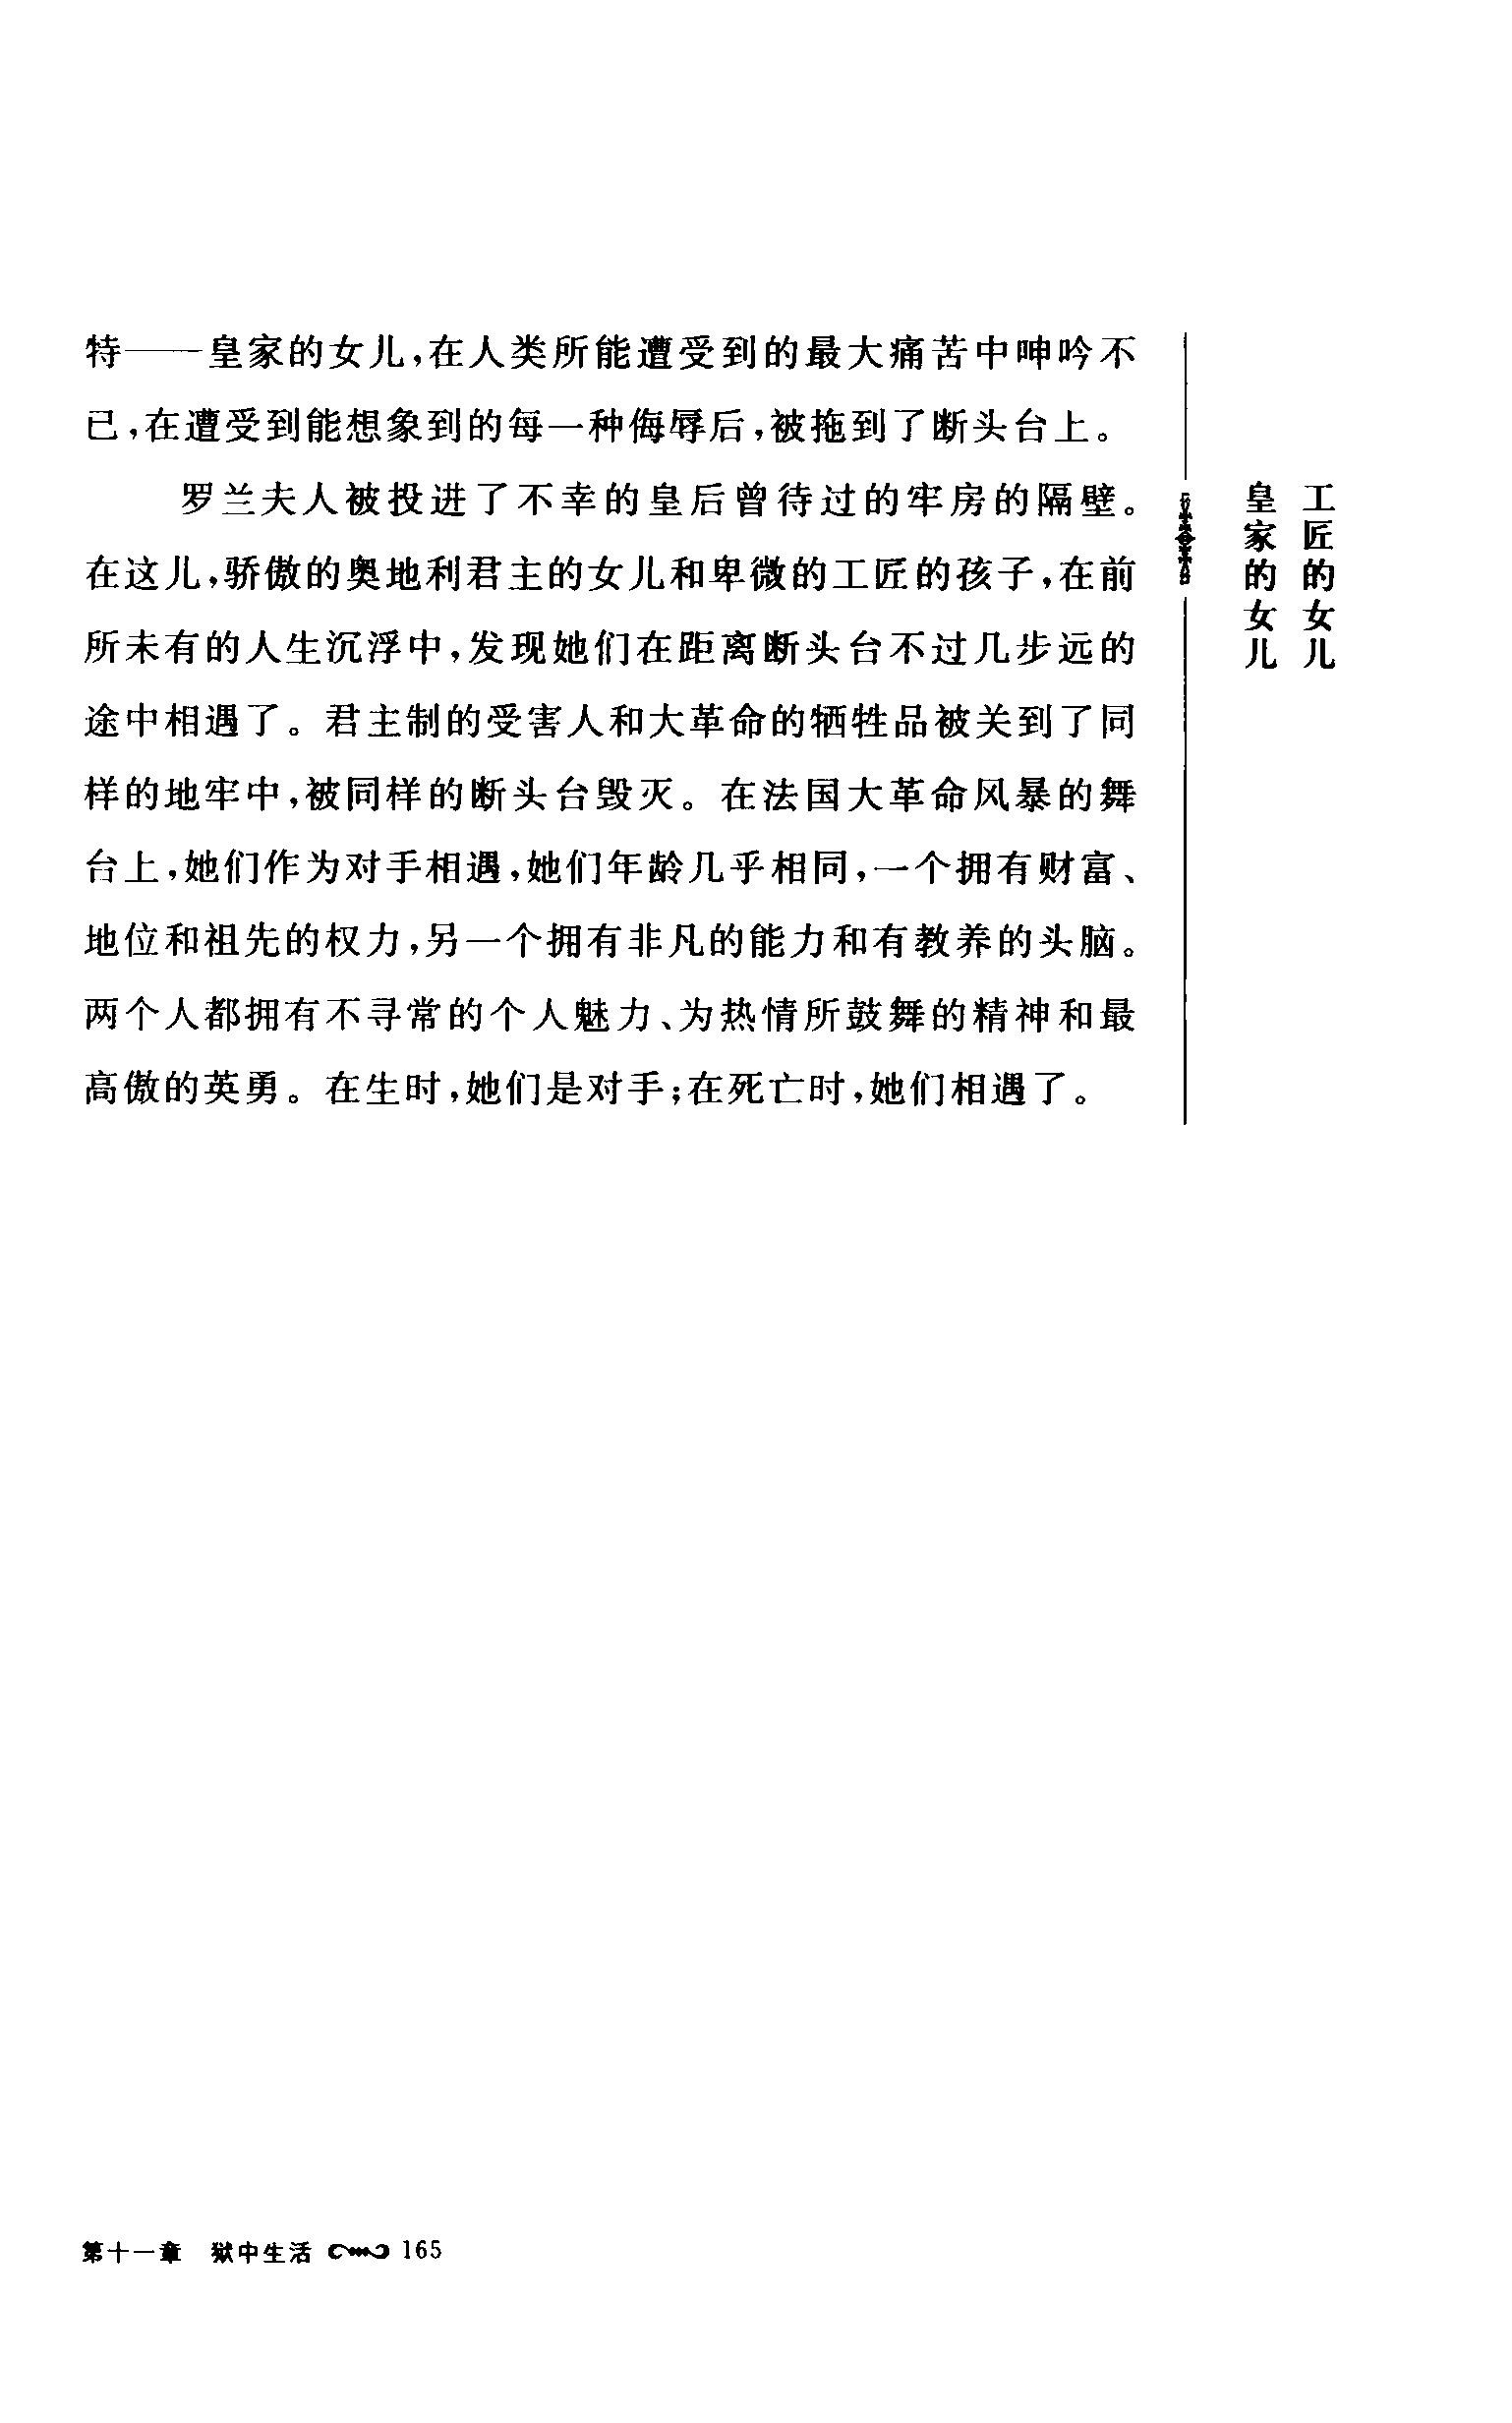 特——皇家的女儿,在人类所能遭受到的最大痛苦中呻吟不
已,在遭受到能想象到的每一种侮辱后,被拖到了断头台上。
罗兰夫人被投进了不幸的皇后曾待过的牢房的隔壁。
在这儿,骄傲的奥地利君主的女儿和卑微的工匠的孩子,在前
所未有的人生沉浮中,发现她们在距离断头台不过几步远的
途中相遇了。君主制的受害人和大革命的牺牲品被关到了同
样的地牢中,被同样的断头台毁灭。在法国大革命风暴的舞
台上,她们作为对手相遇,她们年龄几乎相同,一个拥有财富、
地位和祖先的权力,另一个拥有非凡的能力和有教养的头脑。
两个人都拥有不寻常的个人魅力、为热情所鼓舞的精神和最
高傲的英勇。在生时,她们是对手;在死亡时,她们相遇了。
工匠的女儿
皇家的女儿
第十一章 狱中生活 165